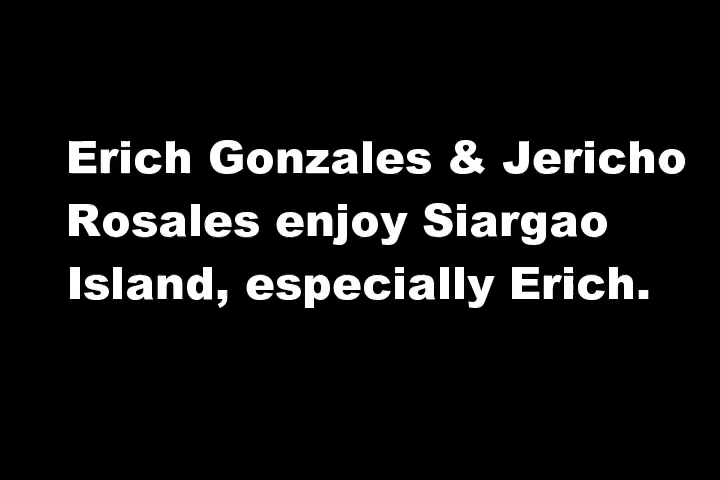 Erich Gonzales & Jericho
Rosales enjoy Siargao
Island, especially Erich.